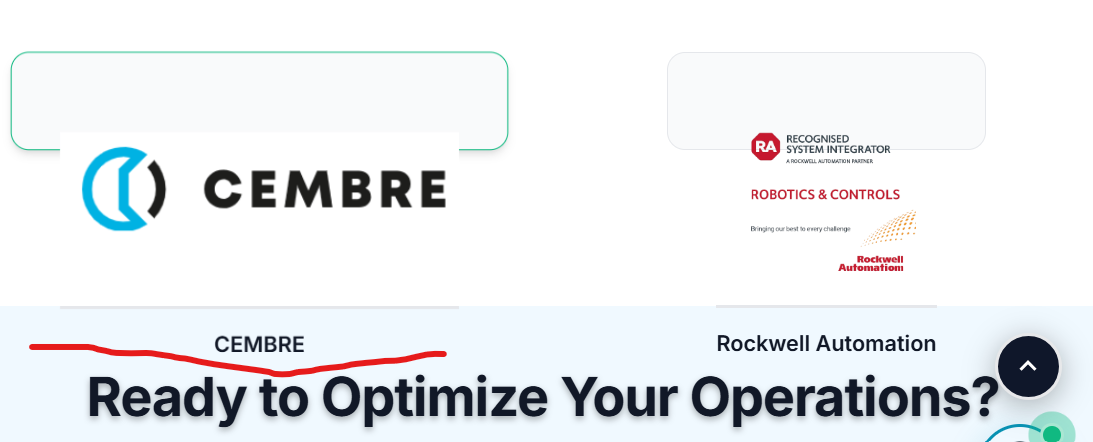 CEMBRE
RA RECOGNISED
SYSTEM INTEGRATOR
A ROCKWELL AUTOMATION PARTNER
ROBOTICS & CONTROLS
Bringing our best to every challenge
Rockwell
Automation
CEMBRE
Rockwell Automation
Ready to Optimize Your Operations?